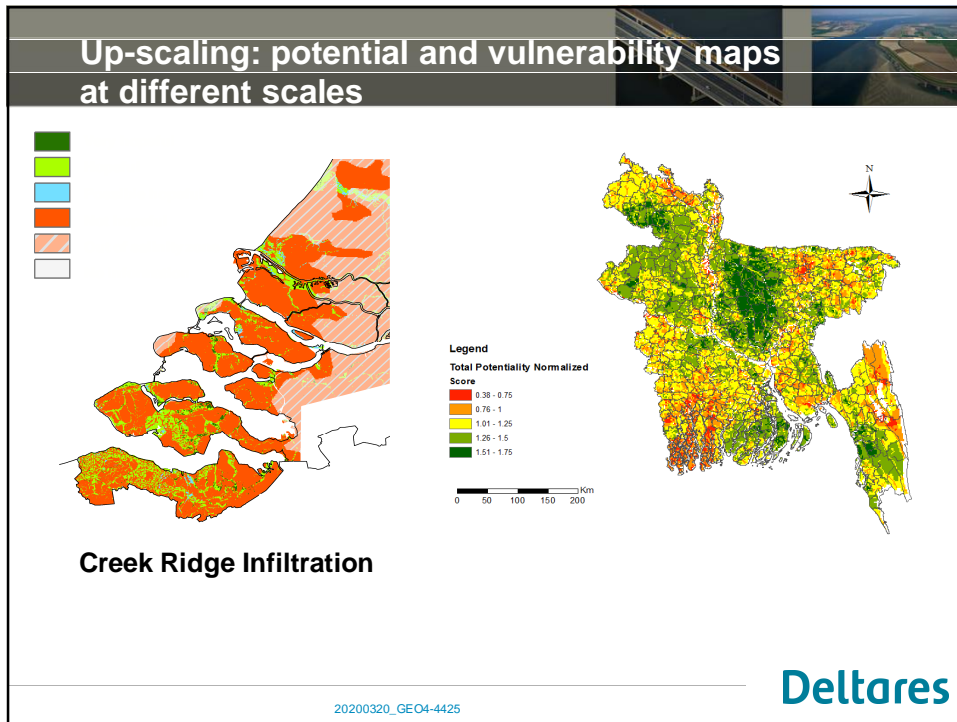 Up-scaling: potential and vulnerability maps
at different scales
N
Legend
Total Potentiality Normalized
Score
0.38 - 0.75
0.76 - 1
1.01 - 1.25
1.26 - 1.5
1.51 - 1.75
Km
0 50 100 150 200
Creek Ridge Infiltration
Deltares
20200320_GEO4-4425